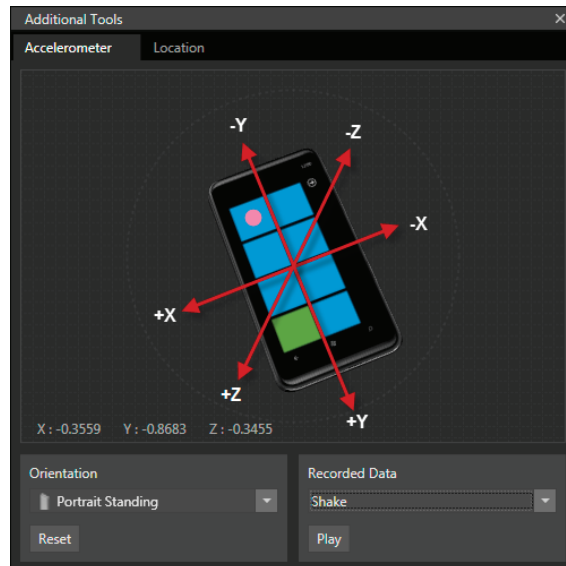 Additional Tools
Accelerometer Location
-Y
-Z
-X
+X
+Z
+Y
X : -0.3559 Y : -0.8683 Z : -0.3455
Orientation
Portrait Standing
Reset
Recorded Data
Shake
Play